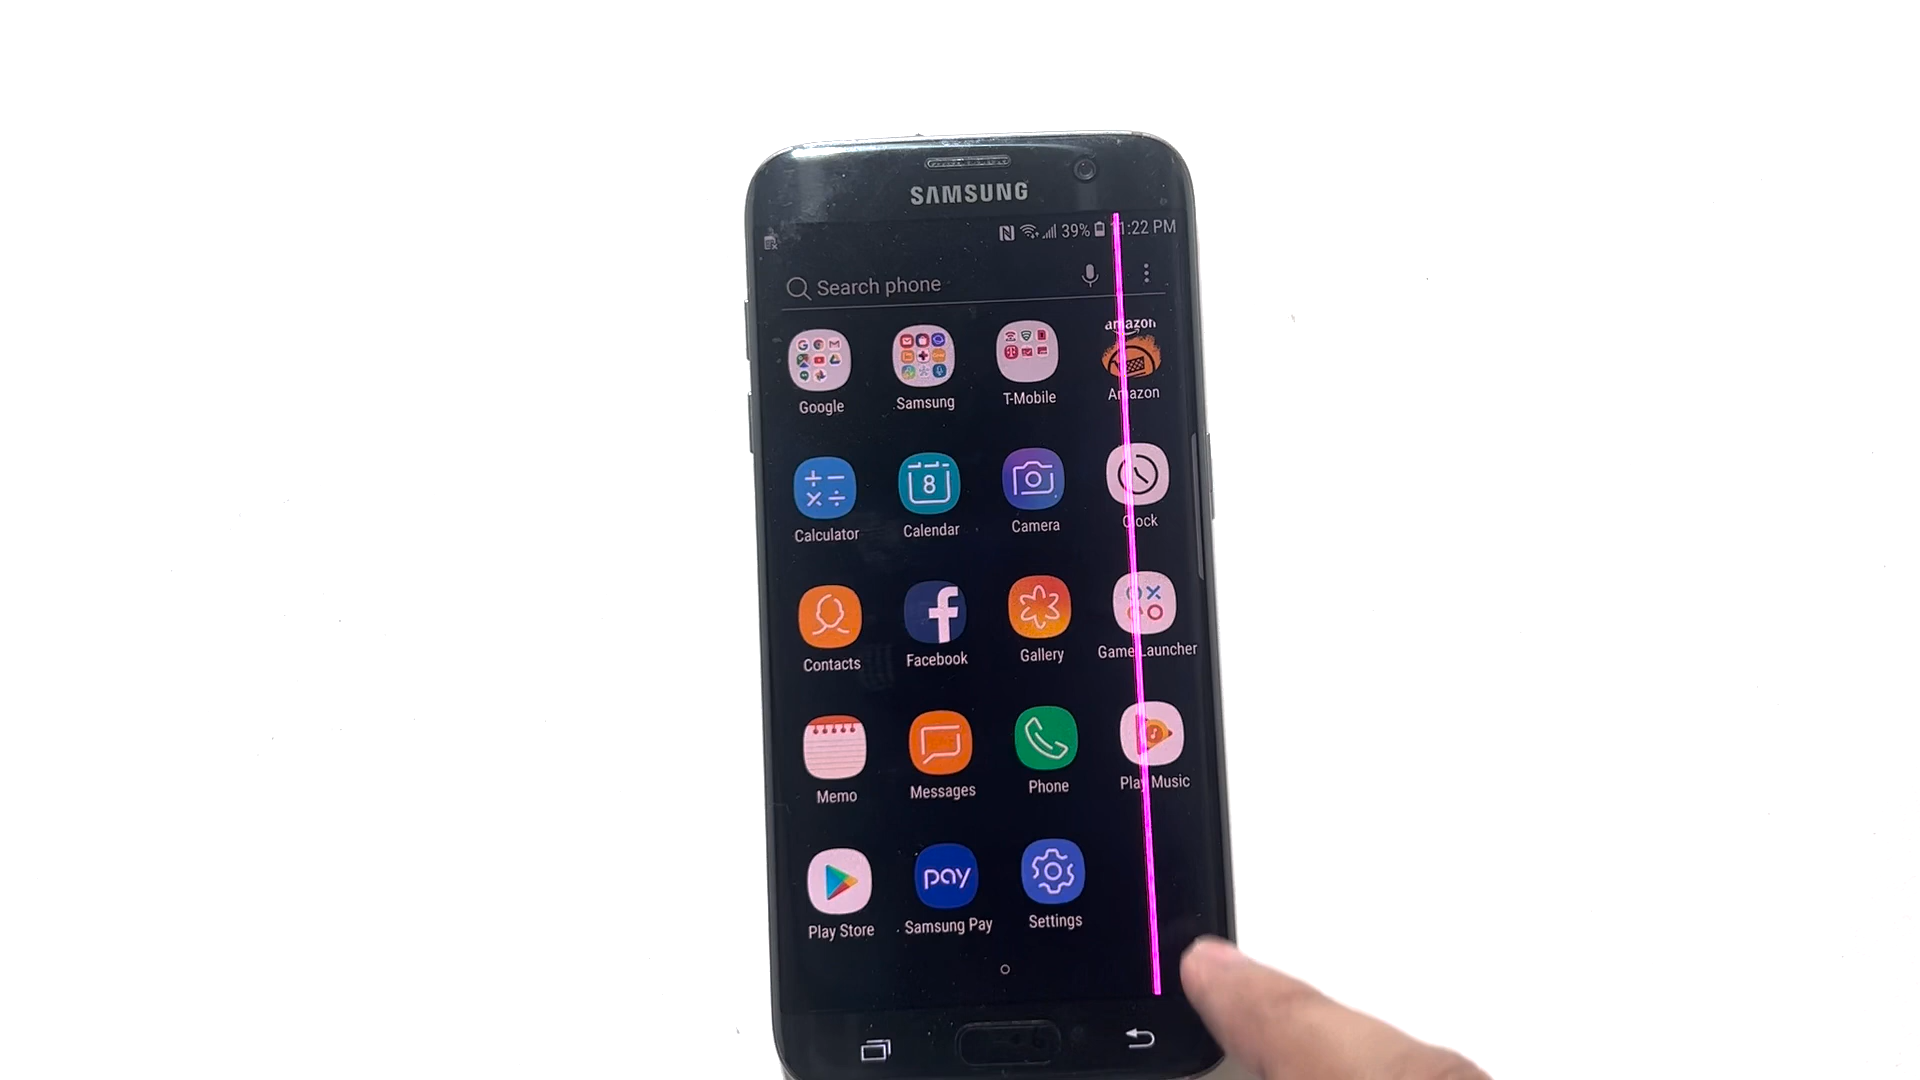 SAMSUNG
39% 1:22 PM
Search phone
amazon
Google Samsung T-Mobile Amazon
8
Calculator Calendar Camera Clock
Contacts Facebook Gallery Game Launcher
Memo Messages Phone Play Music
pay
Play Store Samsung Pay Settings